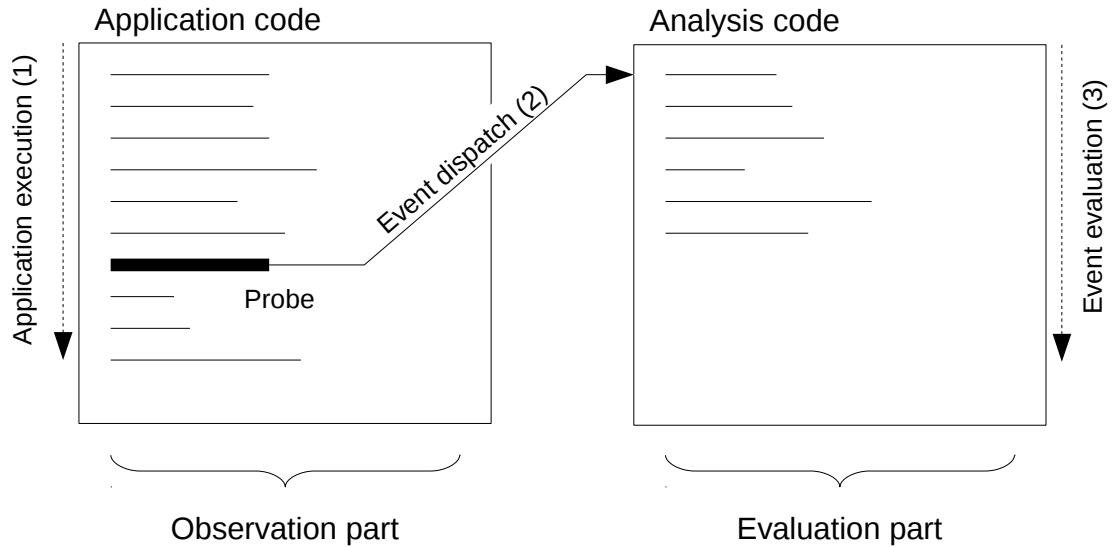 Application code
Analysis code
Application execution (1)
Event dispatch (2)
Event evaluation (3)
Probe
Observation part
Evaluation part